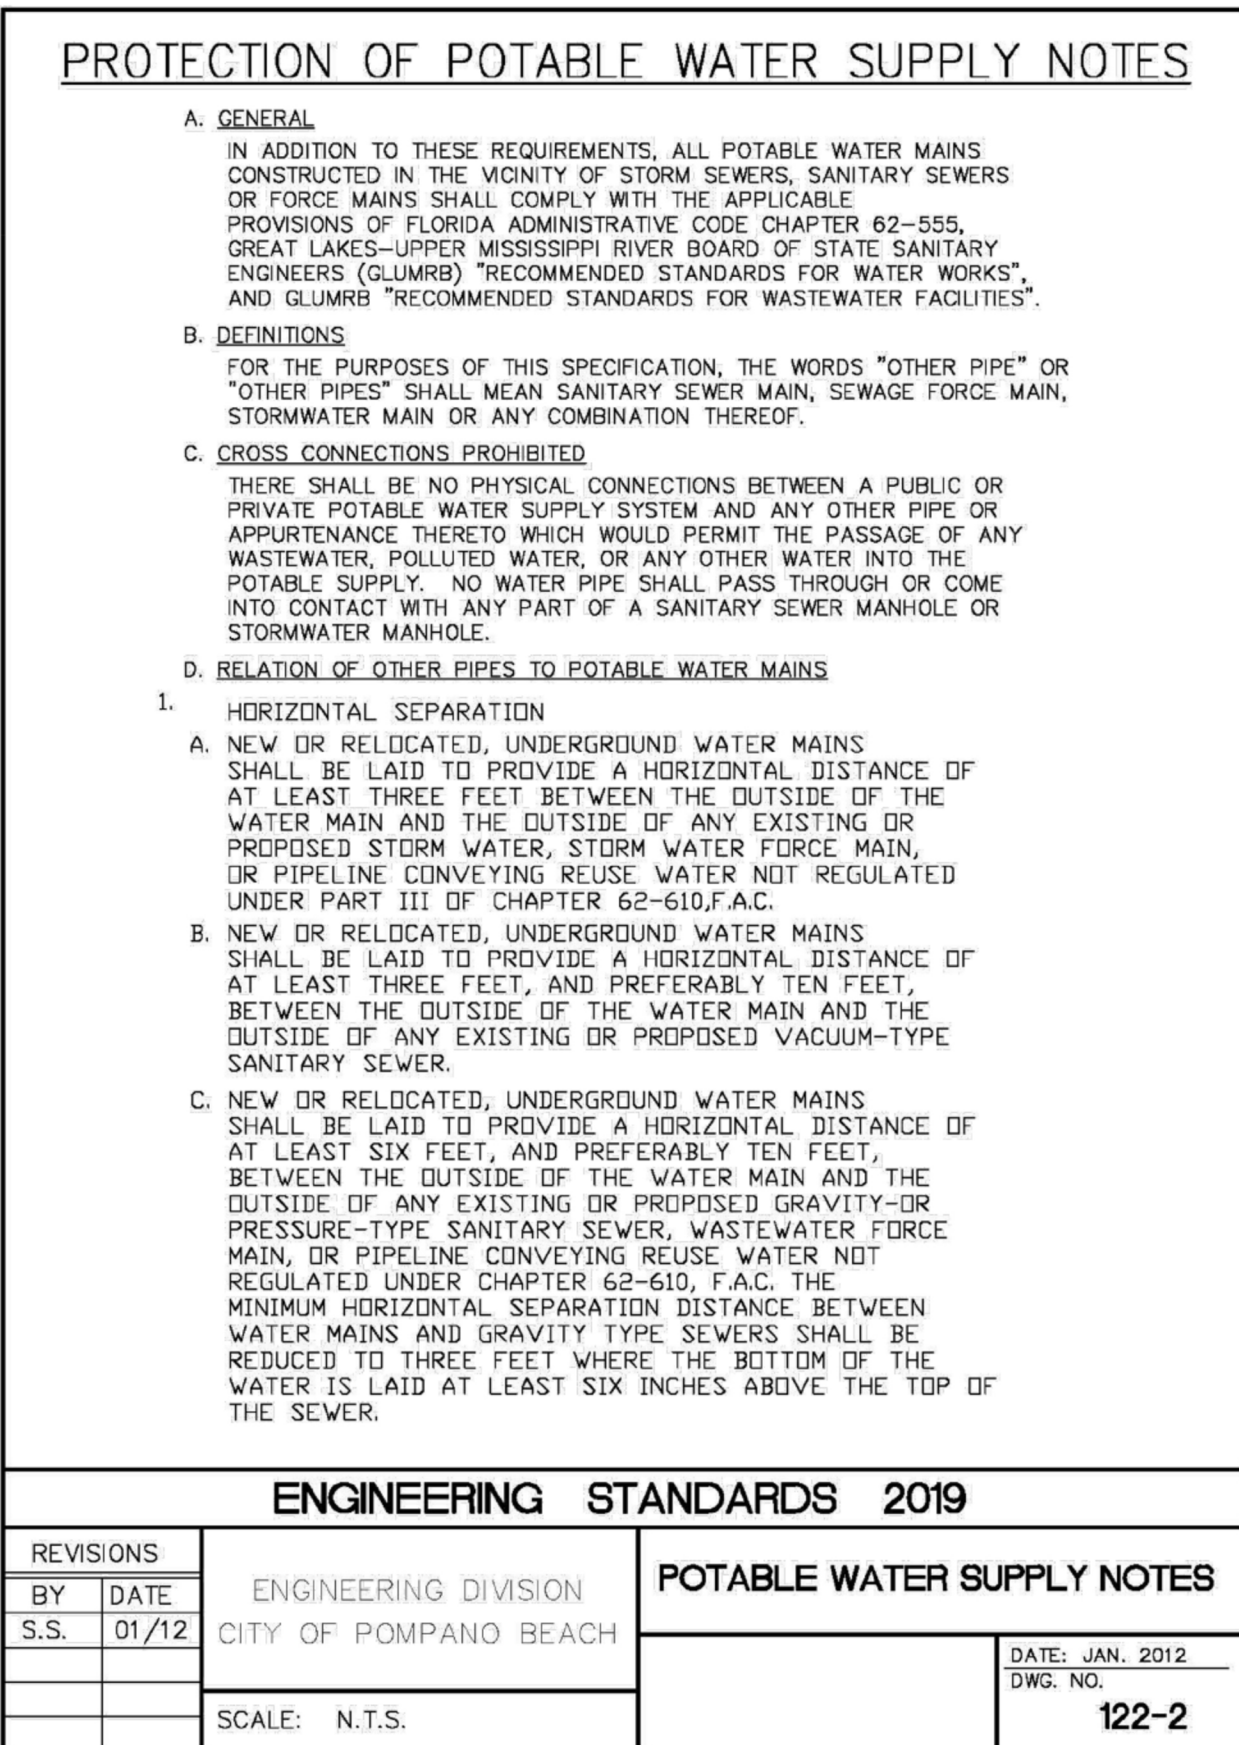 PROTECTION OF POTABLE WATER SUPPLY NOTES
A. GENERAL
IN ADDITION TO THESE REQUIREMENTS, ALL POTABLE WATER MAINS
CONSTRUCTED IN THE VICINITY OF STORM SEWERS, SANITARY SEWERS
OR FORCE MAINS SHALL COMPLY WITH THE APPLICABLE
PROVISIONS OF FLORIDA ADMINISTRATIVE CODE CHAPTER 62-555,
GREAT LAKES-UPPER MISSISSIPPI RIVER BOARD OF STATE SANITARY
ENGINEERS (GLUMRB) "RECOMMENDED STANDARDS FOR WATER WORKS",
AND GLUMRB "RECOMMENDED STANDARDS FOR WASTEWATER FACILITIES".
B. DEFINITIONS
FOR THE PURPOSES OF THIS SPECIFICATION, THE WORDS "OTHER PIPE" OR
"OTHER PIPES" SHALL MEAN SANITARY SEWER MAIN, SEWAGE FORCE MAIN,
STORMWATER MAIN OR ANY COMBINATION THEREOF.
C. CROSS CONNECTIONS PROHIBITED
THERE SHALL BE NO PHYSICAL CONNECTIONS BETWEEN A PUBLIC OR
PRIVATE POTABLE WATER SUPPLY SYSTEM AND ANY OTHER PIPE OR
APPURTENANCE THERETO WHICH WOULD PERMIT THE PASSAGE OF ANY
WASTEWATER, POLLUTED WATER, OR ANY OTHER WATER INTO THE
POTABLE SUPPLY. NO WATER PIPE SHALL PASS THROUGH OR COME
INTO CONTACT WITH ANY PART OF A SANITARY SEWER MANHOLE OR
STORMWATER MANHOLE.
D. RELATION OF OTHER PIPES TO POTABLE WATER MAINS
1. HORIZONTAL SEPARATION
A. NEW OR RELOCATED, UNDERGROUND WATER MAINS
SHALL BE LAID TO PROVIDE A HORIZONTAL DISTANCE OF
AT LEAST THREE FEET BETWEEN THE OUTSIDE OF THE
WATER MAIN AND THE OUTSIDE OF ANY EXISTING OR
PROPOSED STORM WATER, STORM WATER FORCE MAIN,
OR PIPELINE CONVEYING REUSE WATER NOT REGULATED
UNDER PART III OF CHAPTER 62-610,F.A.C.
B. NEW OR RELOCATED, UNDERGROUND WATER MAINS
SHALL BE LAID TO PROVIDE A HORIZONTAL DISTANCE OF
AT LEAST THREE FEET, AND PREFERABLY TEN FEET,
BETWEEN THE OUTSIDE OF THE WATER MAIN AND THE
OUTSIDE OF ANY EXISTING OR PROPOSED VACUUM-TYPE
SANITARY SEWER.
C. NEW OR RELOCATED, UNDERGROUND WATER MAINS
SHALL BE LAID TO PROVIDE A HORIZONTAL DISTANCE OF
AT LEAST SIX FEET, AND PREFERABLY TEN FEET,
BETWEEN THE OUTSIDE OF THE WATER MAIN AND THE
OUTSIDE OF ANY EXISTING OR PROPOSED GRAVITY-OR
PRESSURE-TYPE SANITARY SEWER, WASTEWATER FORCE
MAIN, OR PIPELINE CONVEYING REUSE WATER NOT
REGULATED UNDER CHAPTER 62-610, F.A.C. THE
MINIMUM HORIZONTAL SEPARATION DISTANCE BETWEEN
WATER MAINS AND GRAVITY TYPE SEWERS SHALL BE
REDUCED TO THREE FEET WHERE THE BOTTOM OF THE
WATER IS LAID AT LEAST SIX INCHES ABOVE THE TOP OF
THE SEWER.
ENGINEERING STANDARDS 2019
REVISIONS
BY DATE
S.S. 01/12
ENGINEERING DIVISION
CITY OF POMPANO BEACH
SCALE: N.T.S.
POTABLE WATER SUPPLY NOTES
DATE: JAN. 2012
DWG. NO.
122-2